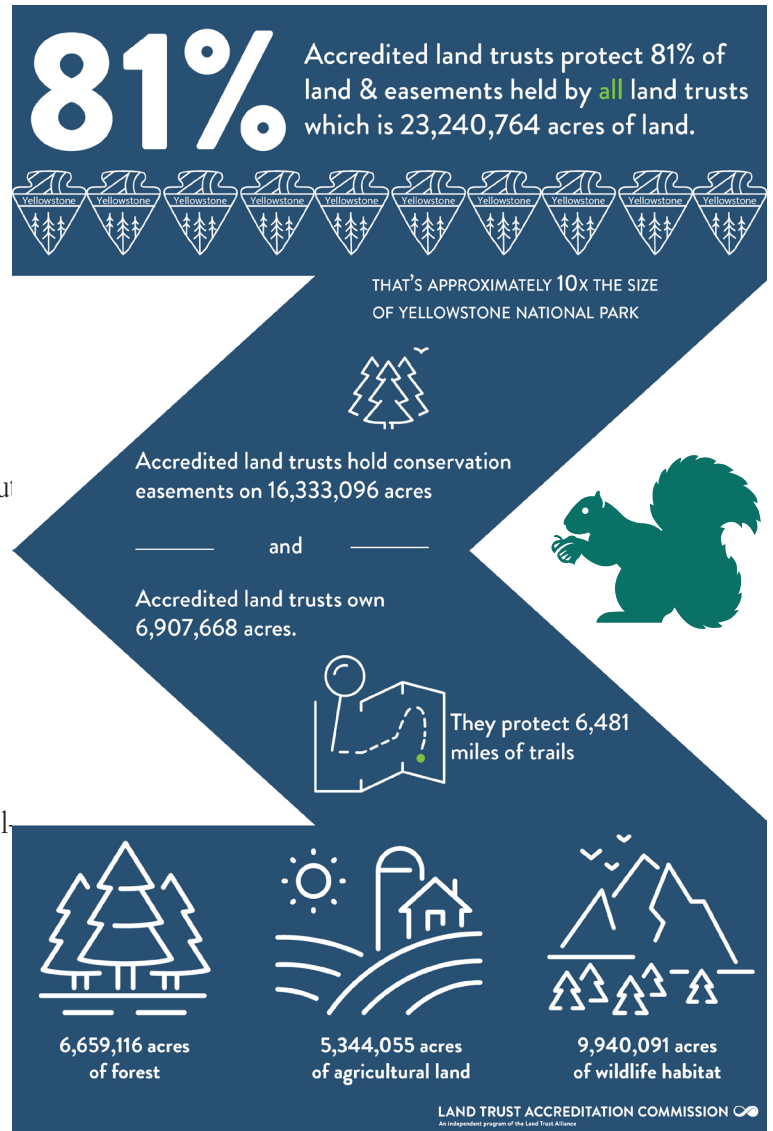 81%
Accredited land trusts protect 81% of
land & easements held by all land trusts
which is 23,240,764 acres of land.
Yellowstone Yellowstone Yellowstone Yellowstone Yellowstone Yellowstone Yellowstone Yellowstone Yellowstone Yellowstone
THAT'S APPROXIMATELY 10X THE SIZE
OF YELLOWSTONE NATIONAL PARK
Accredited land trusts hold conservation
easements on 16,333,096 acres
and
Accredited land trusts own
6,907,668 acres.
They protect 6,481
miles of trails
l-
6,659,116 acres
of forest
5,344,055 acres
of agricultural land
9,940,091 acres
of wildlife habitat
LAND TRUST ACCREDITATION COMMISSION
An independent program of the Land Trust Alliance